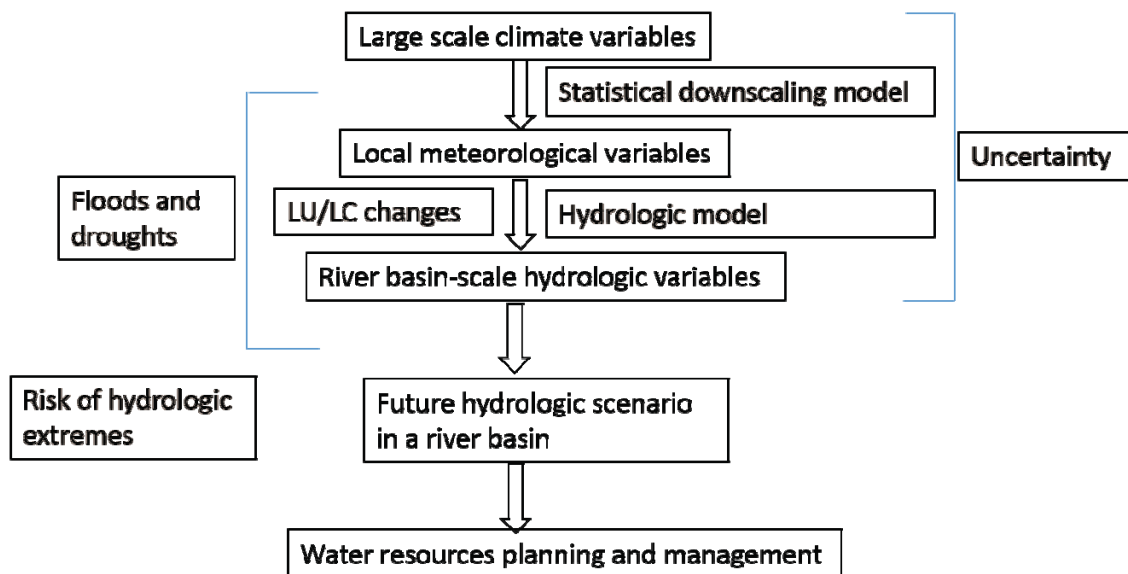 Large scale climate variables
Statistical downscaling model
Local meteorological variables
Uncertainty
Floods and
droughts
LU/LC changes
Hydrologic model
River basin-scale hydrologic variables
Risk of hydrologic
extremes
Future hydrologic scenario
in a river basin
Water resources planning and management